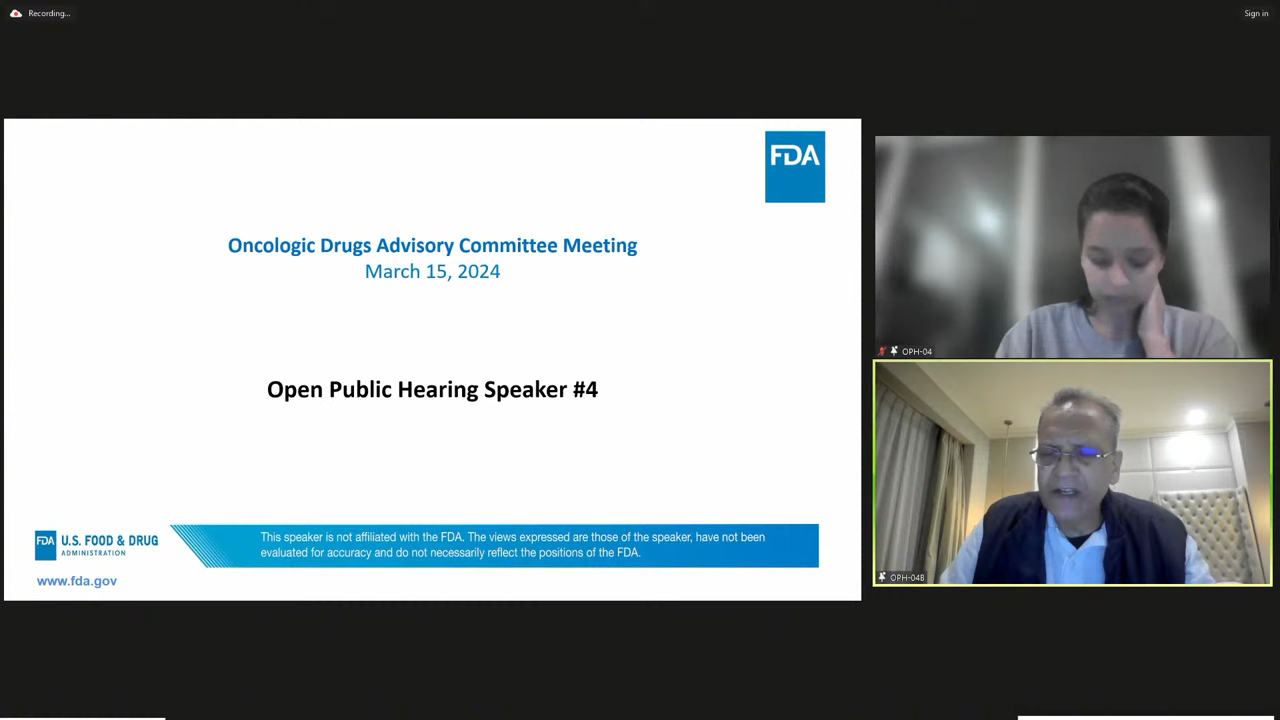 Recording...
Sign in
FDA
Oncologic Drugs Advisory Committee Meeting
March 15, 2024
Open Public Hearing Speaker #4
FDA
U.S. FOOD & DRUG
ADMINISTRATION
This speaker is not affiliated with the FDA. The views expressed are those of the speaker, have not been
evaluated for accuracy and do not necessarily reflect the positions of the FDA.
www.fda.gov
OPH-04
OPH-04B